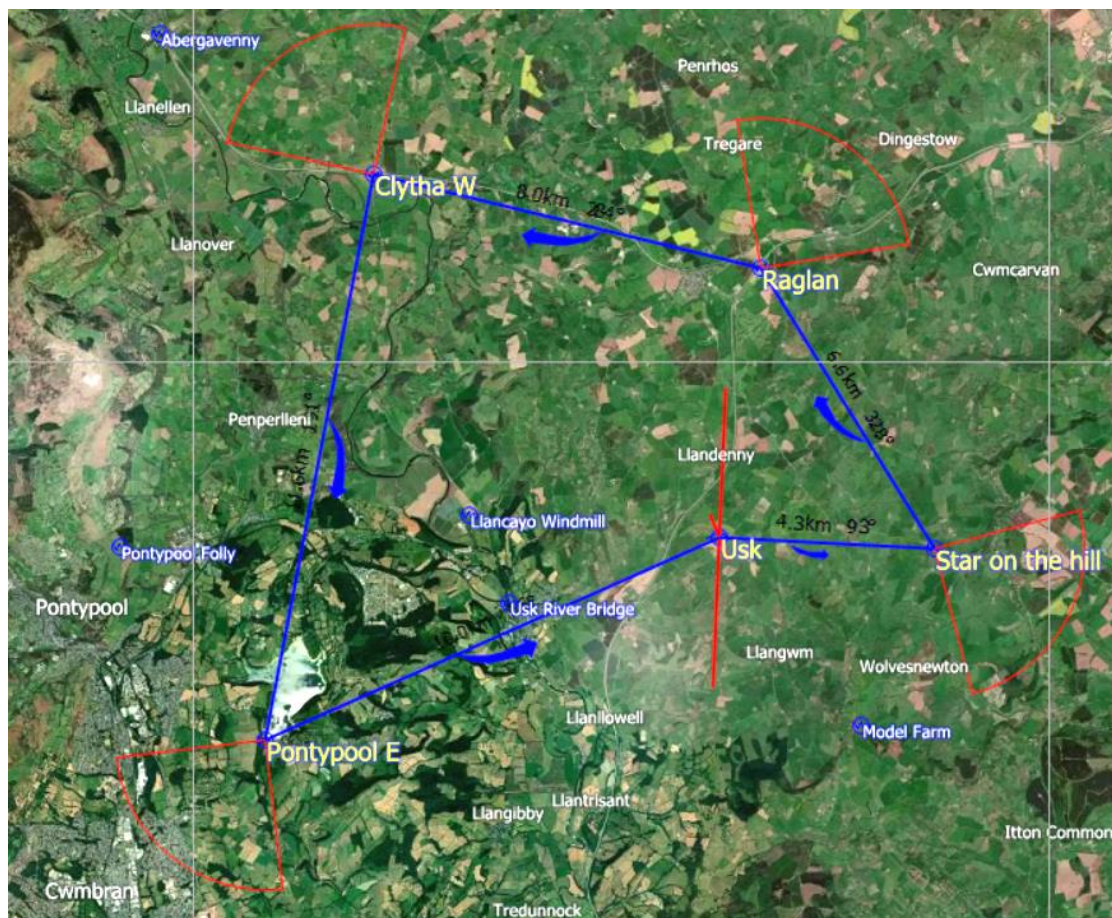 Abergavenny
Penrhos
Llanellen
Tregare
Dingestow
Clytha W
8.0km 284°
Llanover
Raglan
Cwmcarvan
6.6km 328°
Penperlleni
Llandenny
Llancayo Windmill
4.3km 93°
Pontypool Folly
Usk
Star on the hill
Pontypool
Usk River Bridge
Llangwm
Wolvesnewton
Llanllowell
Model Farm
Pontypool E
Llantrisant
Llangibby
Itton Common
Cwmbran
Tredunnock